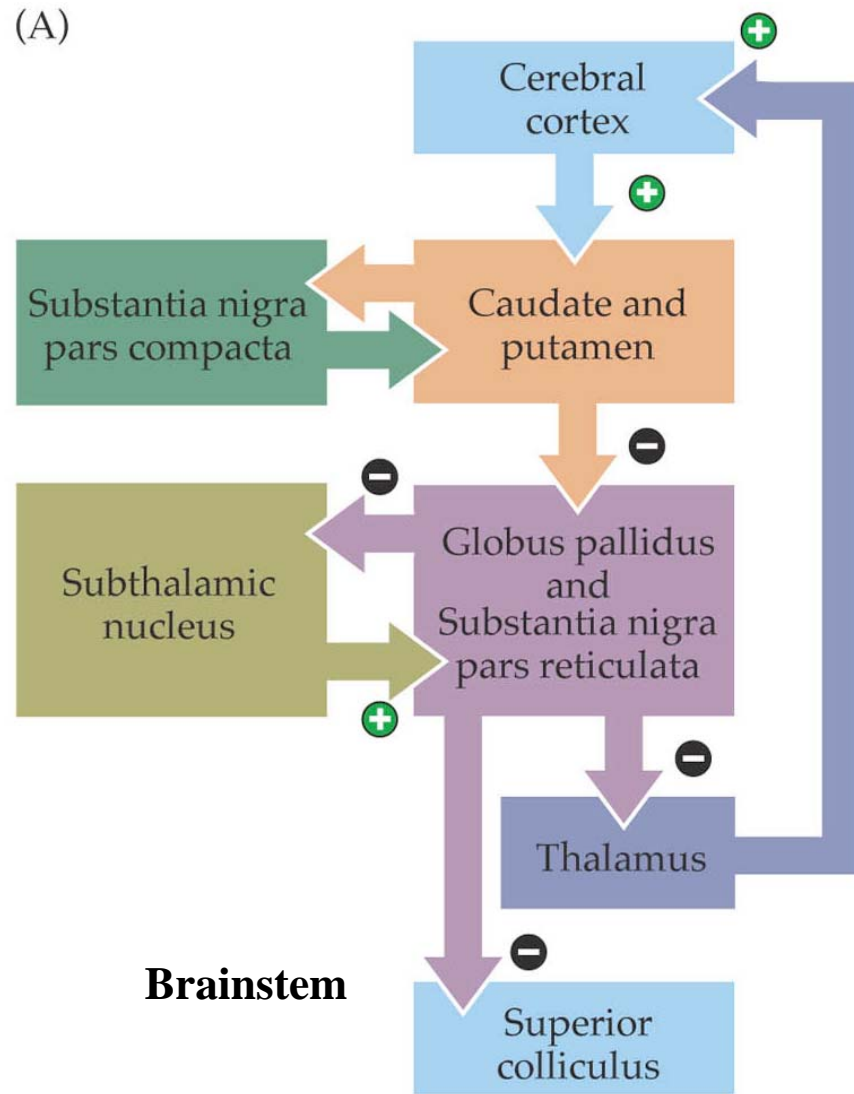 (A)
+
Cerebral
cortex
+
Substantia nigra
pars compacta
Caudate and
putamen
−
−
Subthalamic
nucleus
Globus pallidus
and
Substantia nigra
pars reticulata
+
−
Thalamus
−
Brainstem
Superior
colliculus